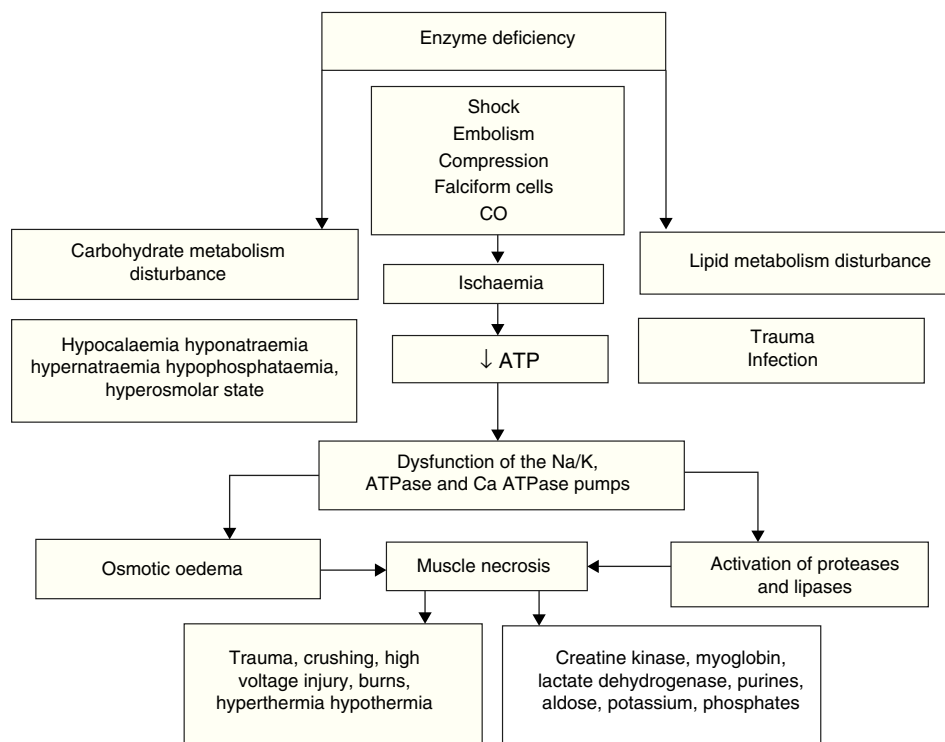 Enzyme deficiency
Shock
Embolism
Compression
Falciform cells
CO
Carbohydrate metabolism
disturbance
Lipid metabolism disturbance
Ischaemia
Hypocalaemia hyponatraemia
hypernatraemia hypophosphataemia,
hyperosmolar state
↓ ATP
Trauma
Infection
Dysfunction of the Na/K,
ATPase and Ca ATPase pumps
Osmotic oedema
Muscle necrosis
Activation of proteases
and lipases
Trauma, crushing, high
voltage injury, burns,
hyperthermia hypothermia
Creatine kinase, myoglobin,
lactate dehydrogenase, purines,
aldose, potassium, phosphates